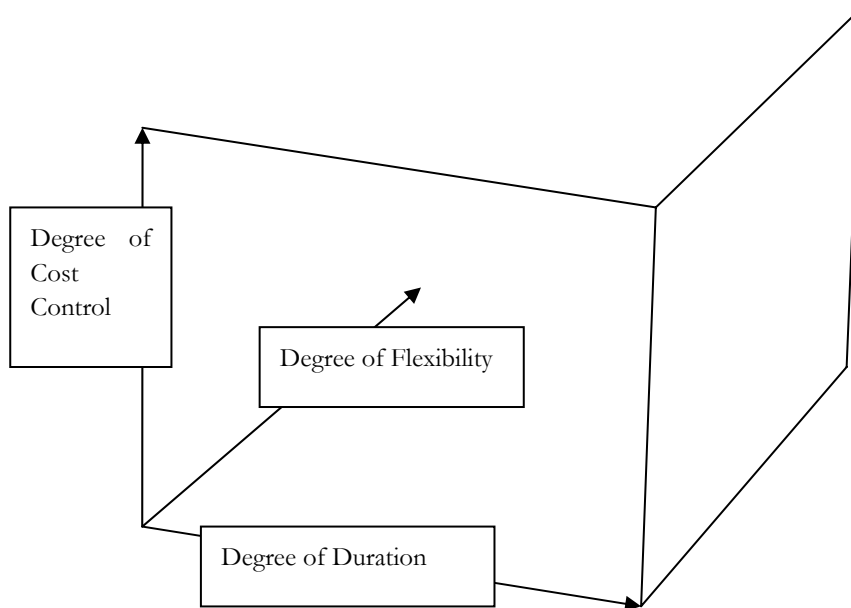 Degree of
Cost
Control
Degree of Flexibility
Degree of Duration